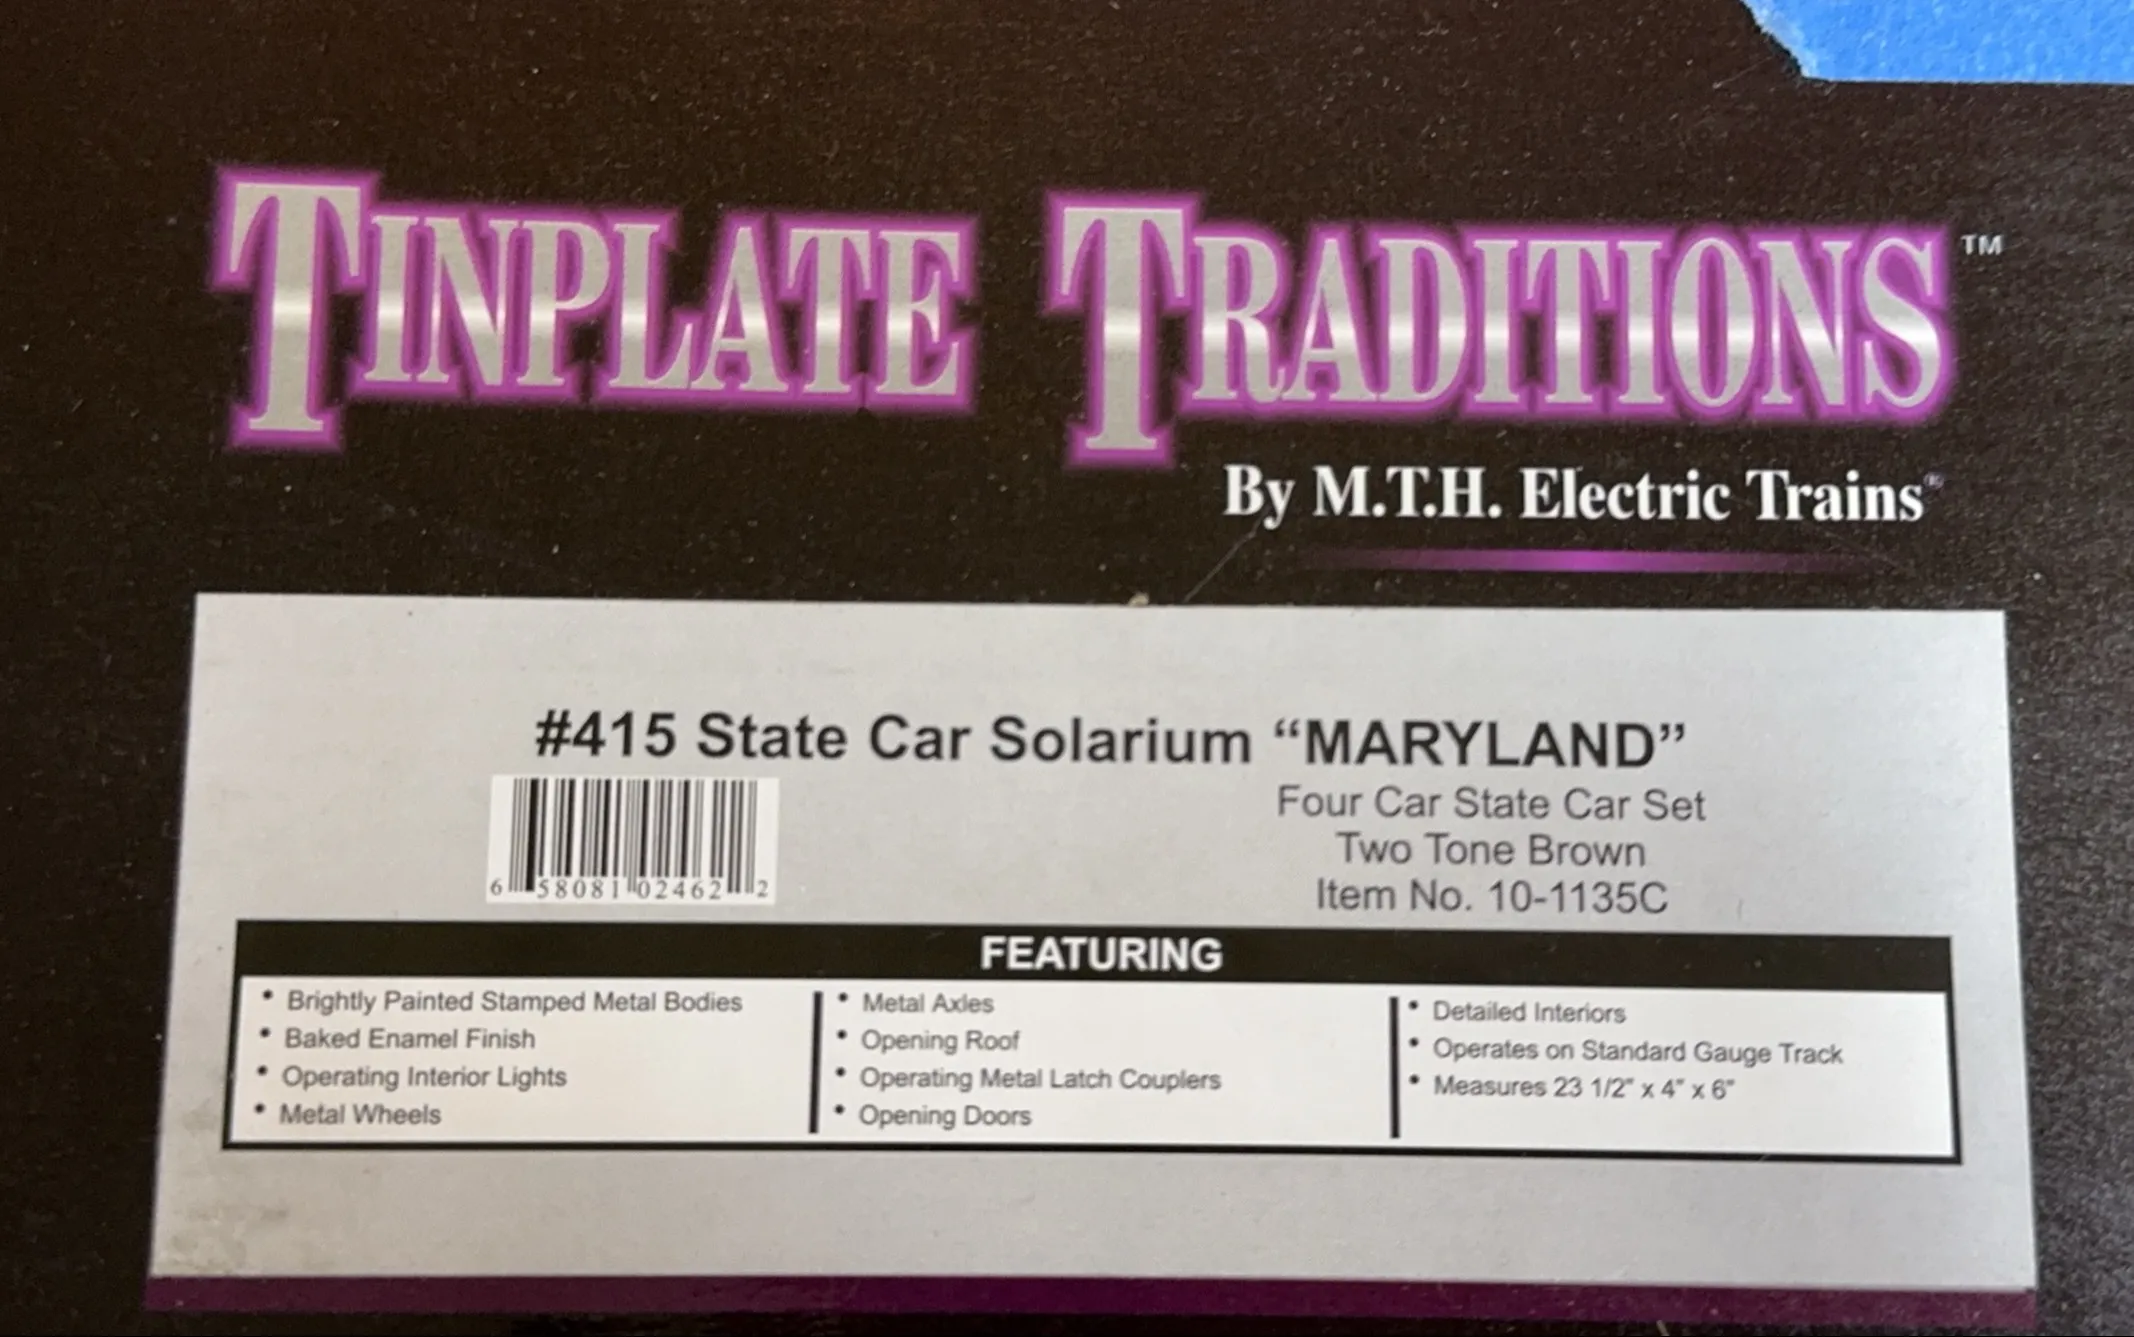 TINPLATE TRADITIONS™
By M.T.H. Electric Trains®
#415 State Car Solarium “MARYLAND”
Four Car State Car Set
Two Tone Brown
Item No. 10-1135C
6 58081 02462 2
FEATURING
• Brightly Painted Stamped Metal Bodies
• Baked Enamel Finish
• Operating Interior Lights
• Metal Wheels
• Metal Axles
• Opening Roof
• Operating Metal Latch Couplers
• Opening Doors
• Detailed Interiors
• Operates on Standard Gauge Track
• Measures 23 1/2" x 4" x 6"